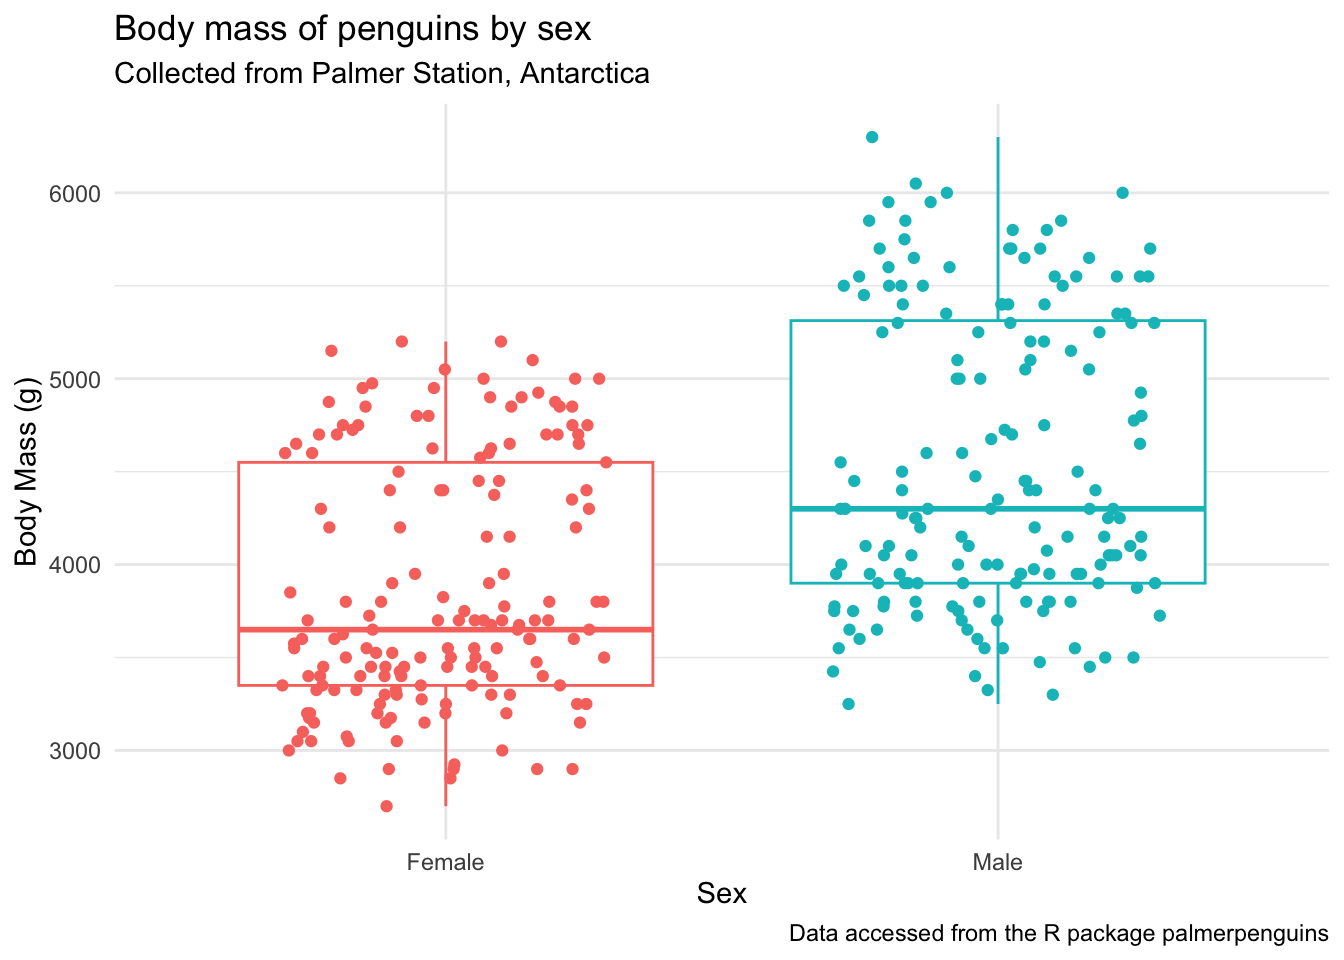 Body mass of penguins by sex
Collected from Palmer Station, Antarctica
Body Mass (g)
6000
5000
4000
3000
Female
Male
Sex
Data accessed from the R package palmerpenguins